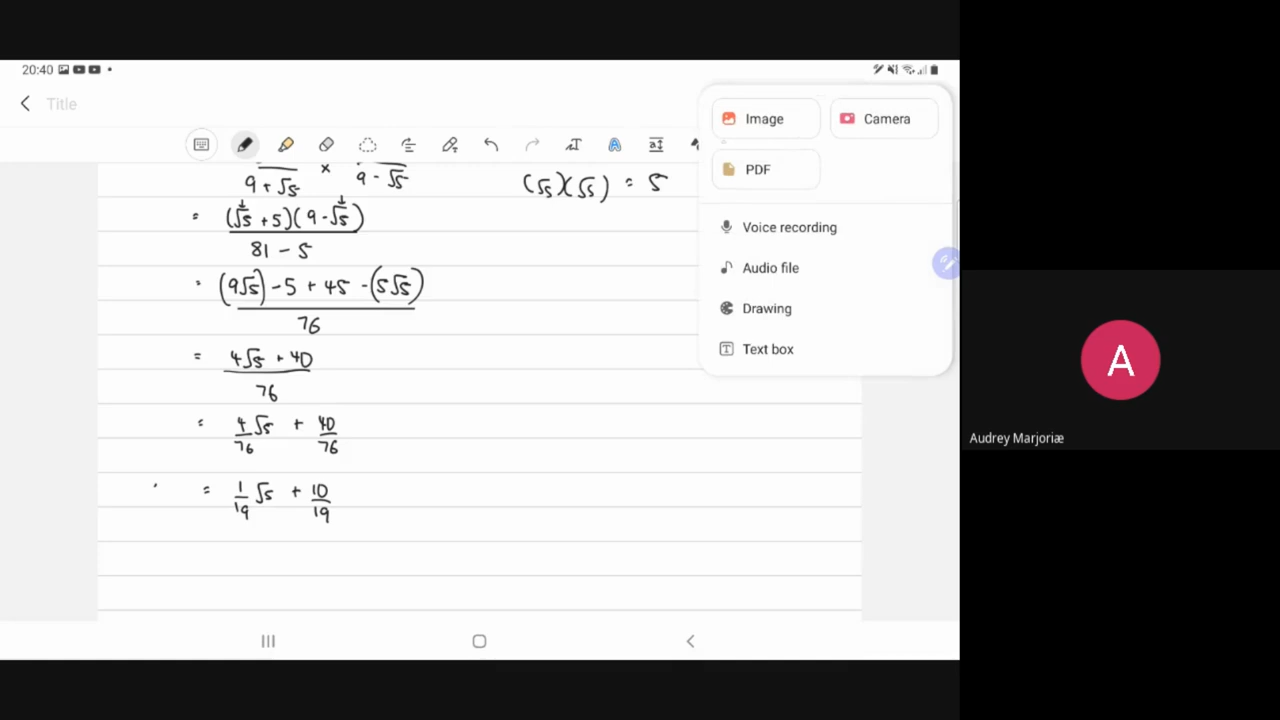 20:40
Title
Image
Camera
PDF
Voice recording
Audio file
Drawing
Text box
9 + √5 × 9 - √5
(√5)(√5) = 5
= (√5 + 5)(9 - √5)
81 - 5
= (9√5) - 5 + 45 - (5√5)
76
= 4√5 + 40
76
= 4/76 √5 + 40/76
= 1/19 √5 + 10/19
A
Audrey Marjoriæ